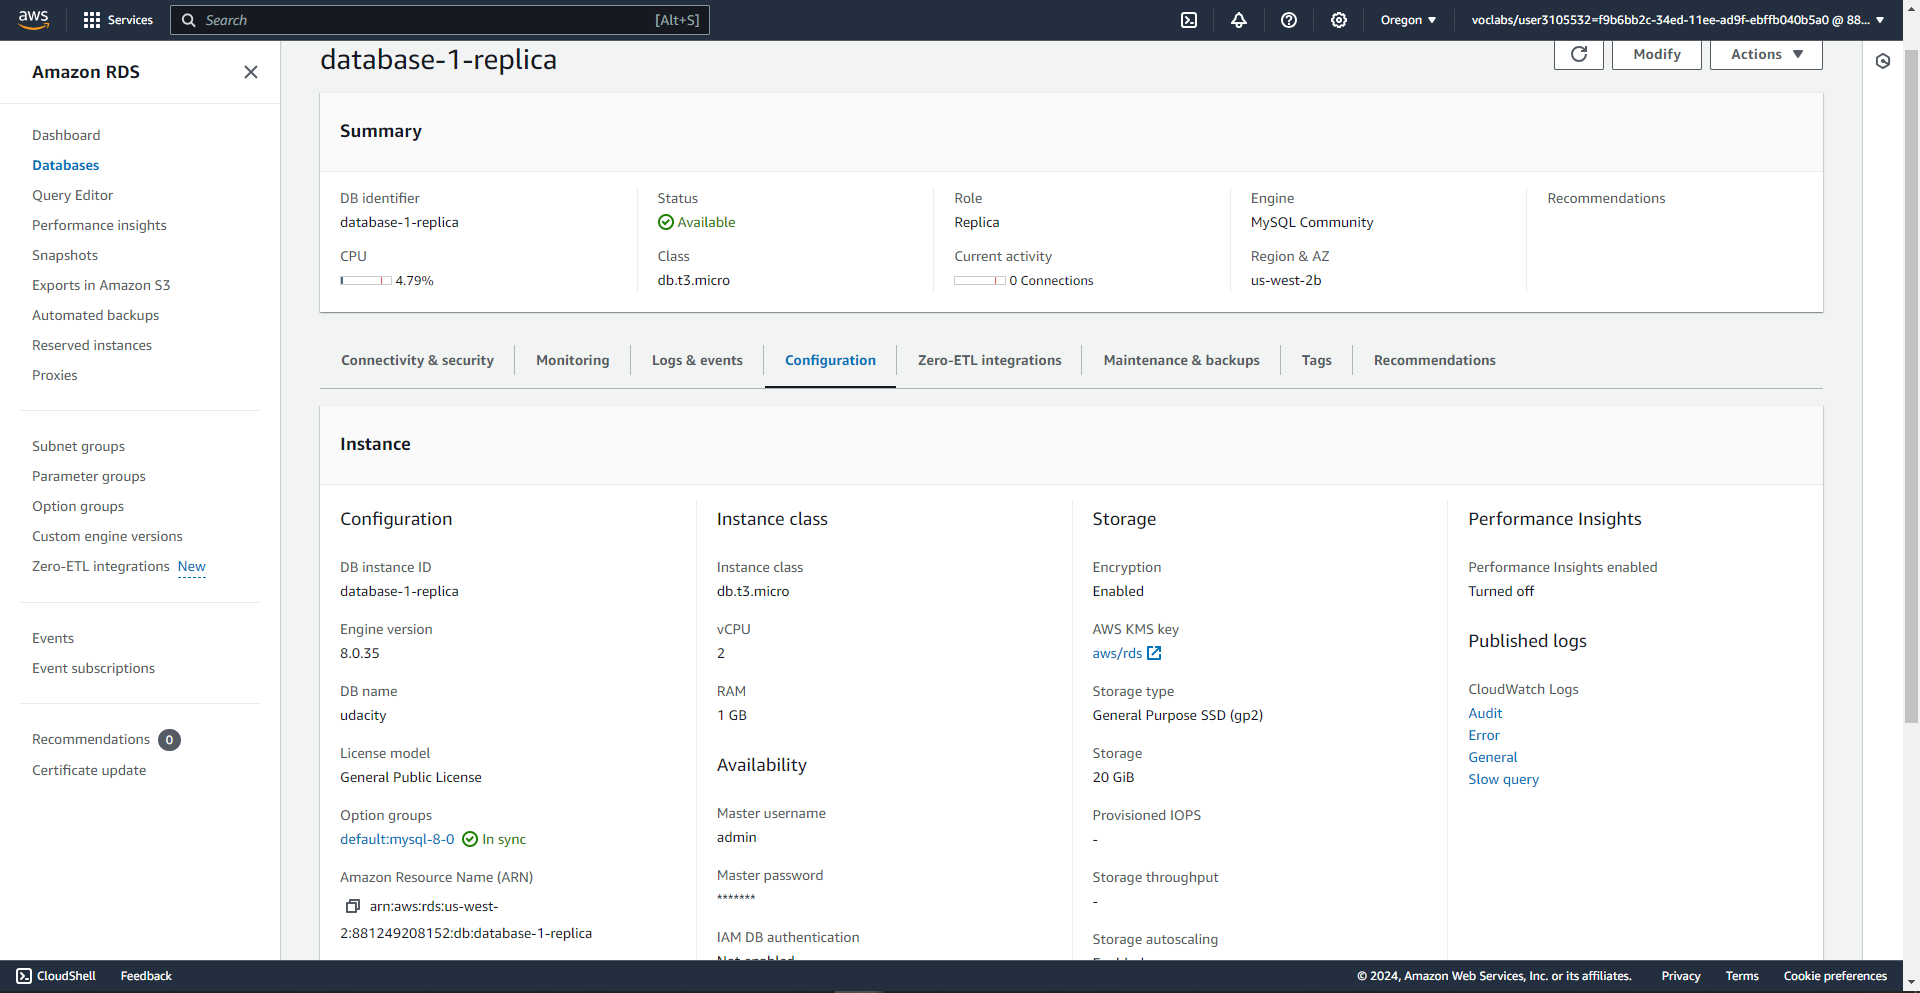 aws
Services
Search
[Alt+S]
Oregon
voclabs/user3105532=f9b6bb2c-34ed-11ee-ad9f-ebffb040b5a0 @ 88...
Amazon RDS
Dashboard
Databases
Query Editor
Performance insights
Snapshots
Exports in Amazon S3
Automated backups
Reserved instances
Proxies
Subnet groups
Parameter groups
Option groups
Custom engine versions
Zero-ETL integrations New
Events
Event subscriptions
Recommendations 0
Certificate update
database-1-replica
Modify
Actions
Summary
DB identifier
database-1-replica
CPU
4.79%
Status
Available
Class
db.t3.micro
Role
Replica
Current activity
0 Connections
Engine
MySQL Community
Region & AZ
us-west-2b
Recommendations
Connectivity & security
Monitoring
Logs & events
Configuration
Zero-ETL integrations
Maintenance & backups
Tags
Recommendations
Instance
Configuration
DB instance ID
database-1-replica
Engine version
8.0.35
DB name
udacity
License model
General Public License
Option groups
default:mysql-8-0 In sync
Amazon Resource Name (ARN)
arn:aws:rds:us-west-
2:881249208152:db:database-1-replica
Instance class
Instance class
db.t3.micro
vCPU
2
RAM
1 GB
Availability
Master username
admin
Master password
*******
IAM DB authentication
Not enabled
Storage
Encryption
Enabled
AWS KMS key
aws/rds
Storage type
General Purpose SSD (gp2)
Storage
20 GiB
Provisioned IOPS
-
Storage throughput
-
Storage autoscaling
Enabled
Performance Insights
Performance Insights enabled
Turned off
Published logs
CloudWatch Logs
Audit
Error
General
Slow query
CloudShell
Feedback
© 2024, Amazon Web Services, Inc. or its affiliates.
Privacy
Terms
Cookie preferences